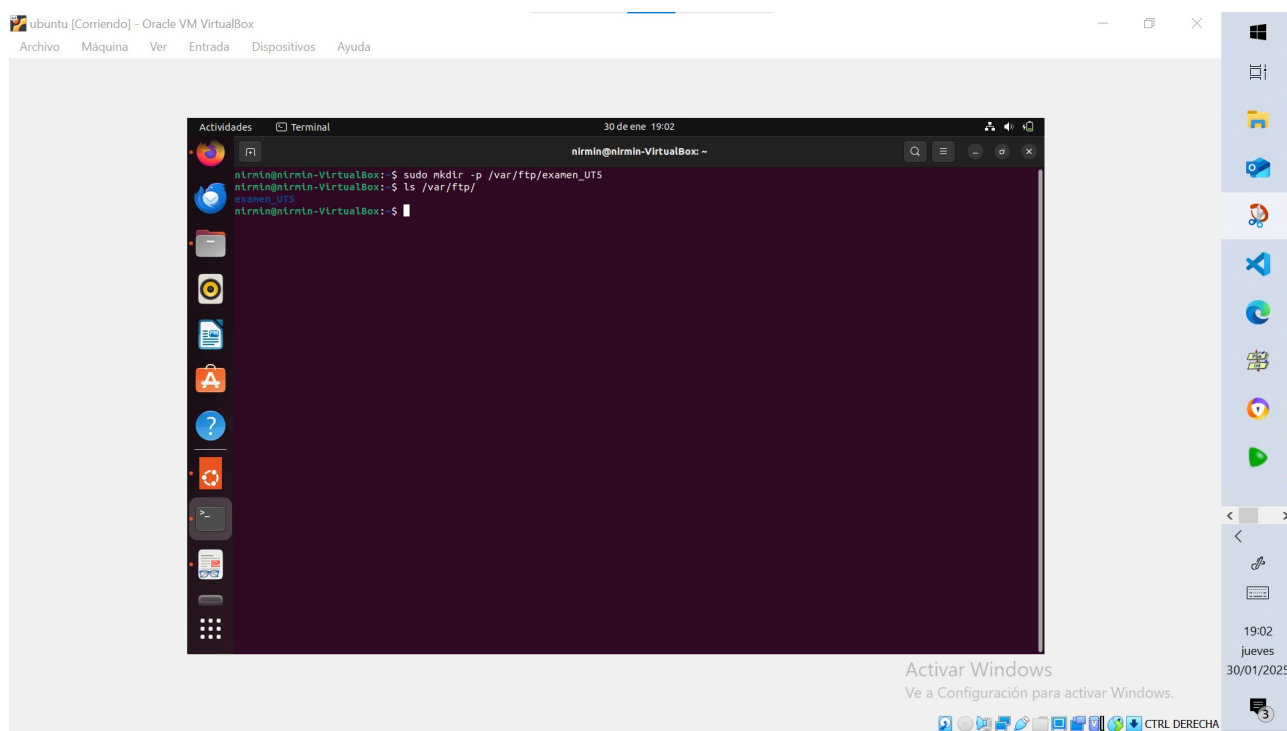 ubuntu [Corriendo] - Oracle VM VirtualBox
Archivo Máquina Ver Entrada Dispositivos Ayuda
Actividades Terminal 30 de ene 19:02
nirmin@nirmin-VirtualBox: ~
nirmin@nirmin-VirtualBox:~$ sudo mkdir -p /var/ftp/examen_UT5
nirmin@nirmin-VirtualBox:~$ ls /var/ftp/
examen_UT5
nirmin@nirmin-VirtualBox:~$
19:02
jueves
30/01/2025
Activar Windows
Ve a Configuración para activar Windows.
3
CTRL DERECHA